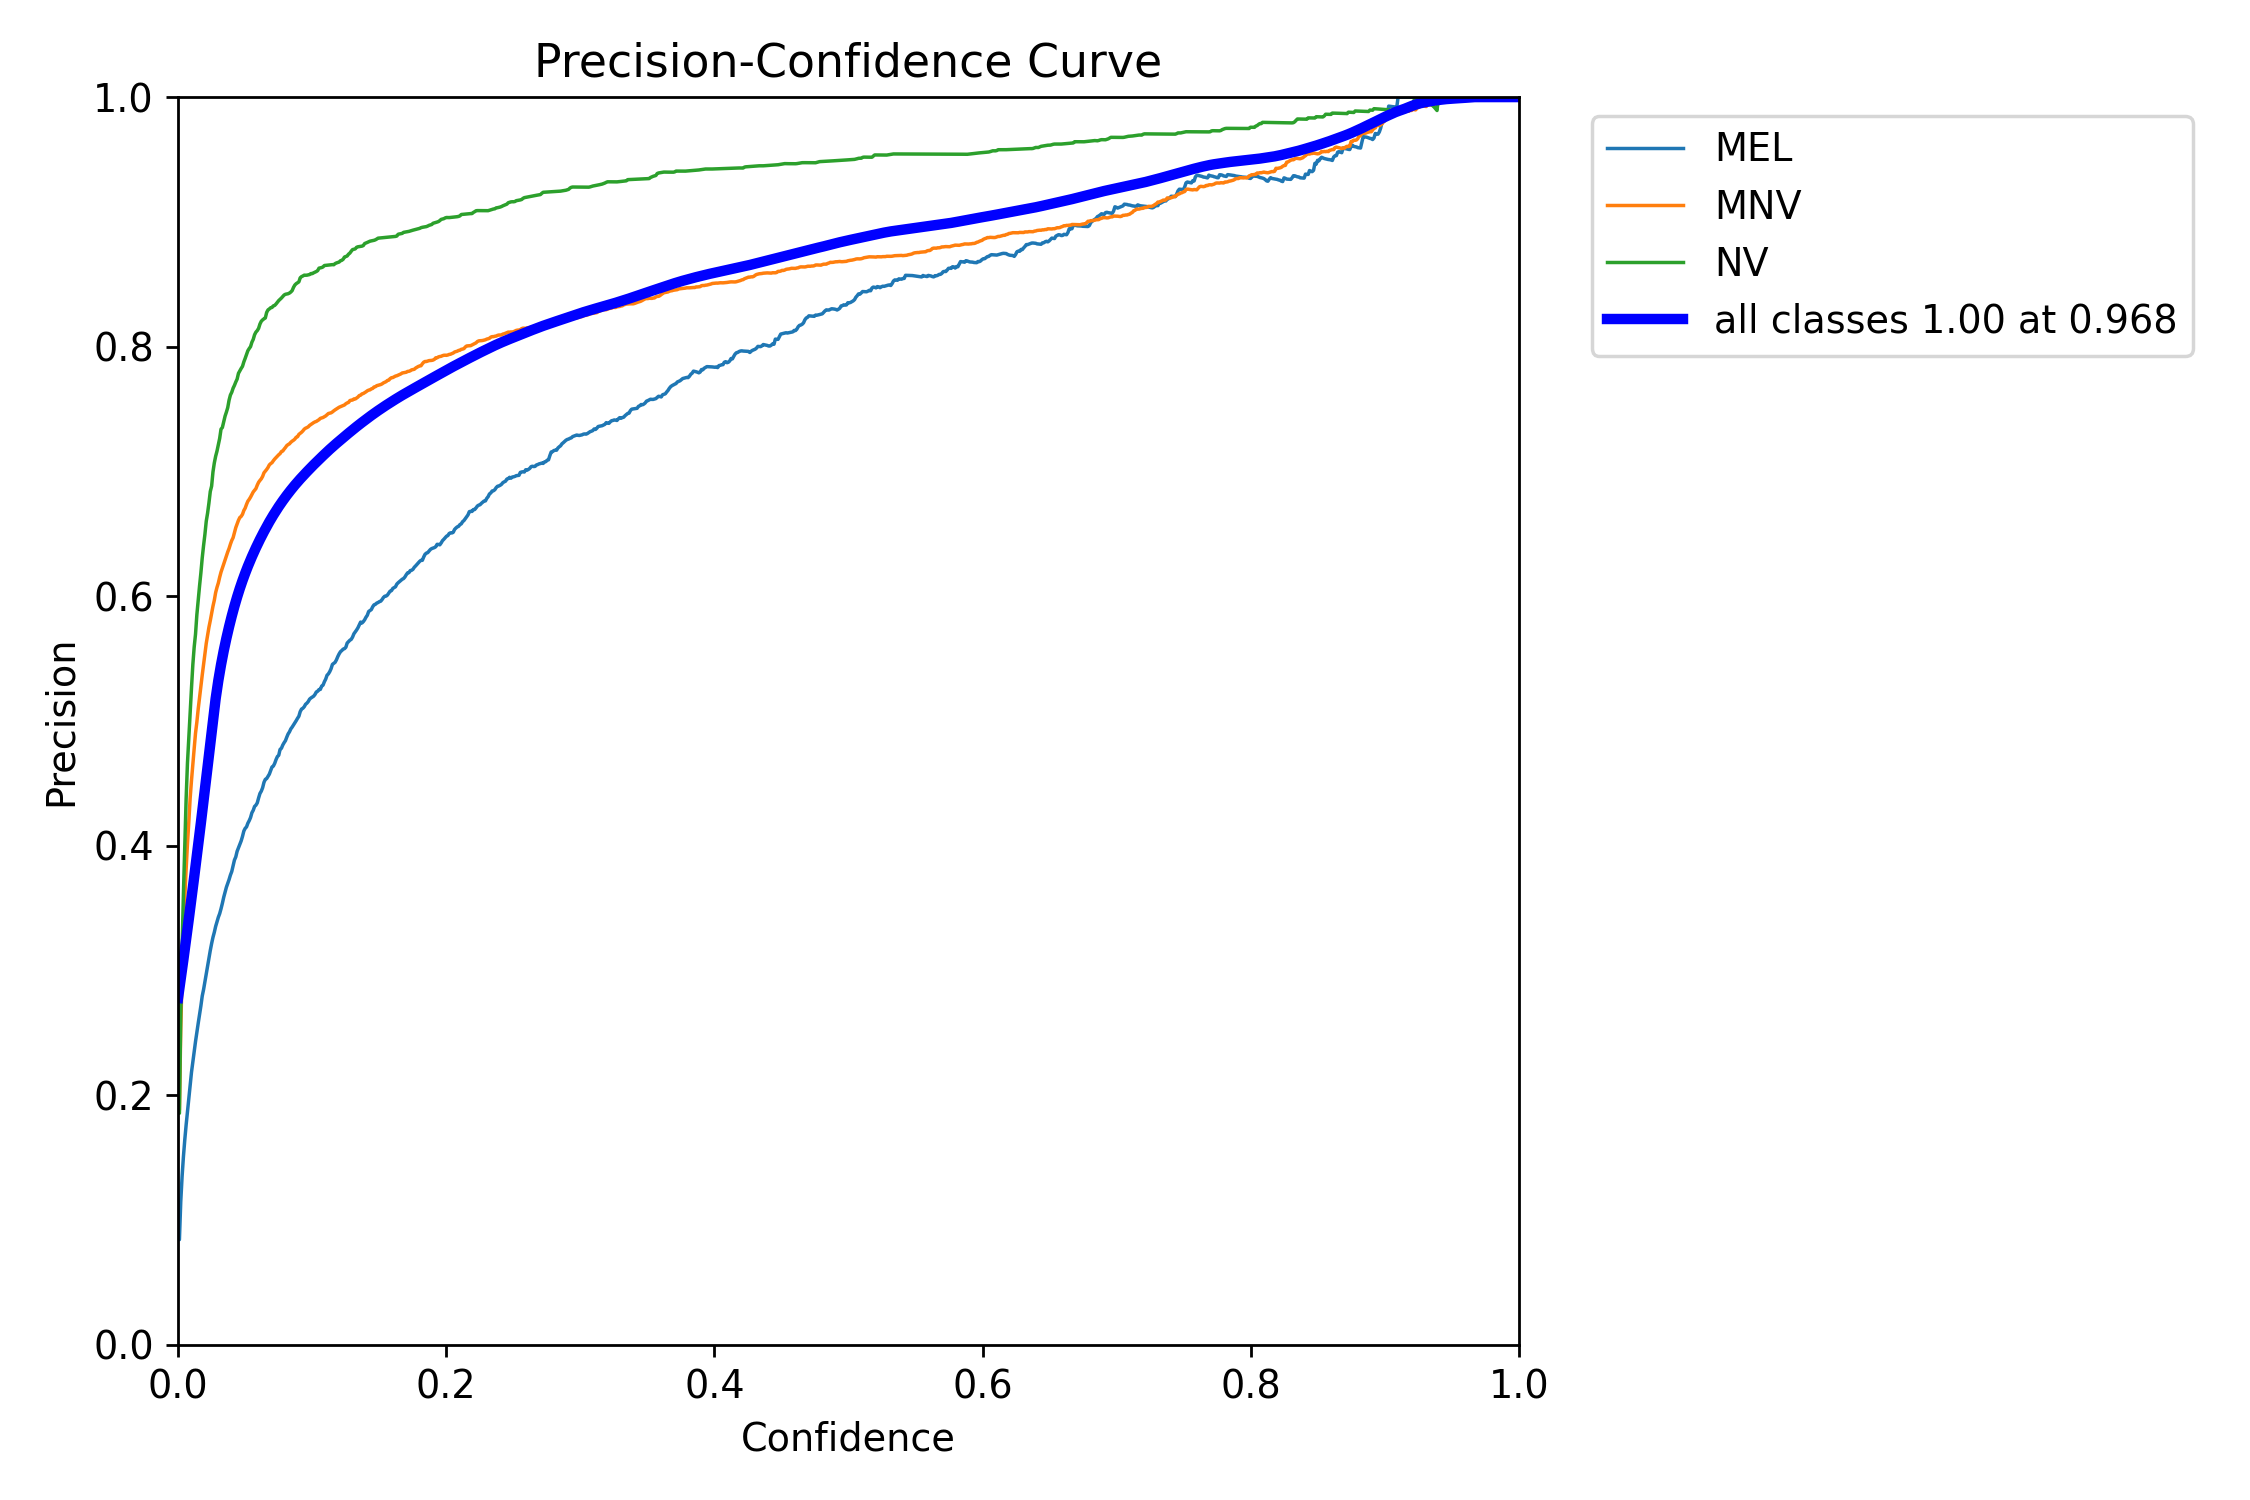 Precision-Confidence Curve
1.0
0.8
0.6
0.4
0.2
0.0
Precision
0.0 0.2 0.4 0.6 0.8 1.0
Confidence
MEL
MNV
NV
all classes 1.00 at 0.968